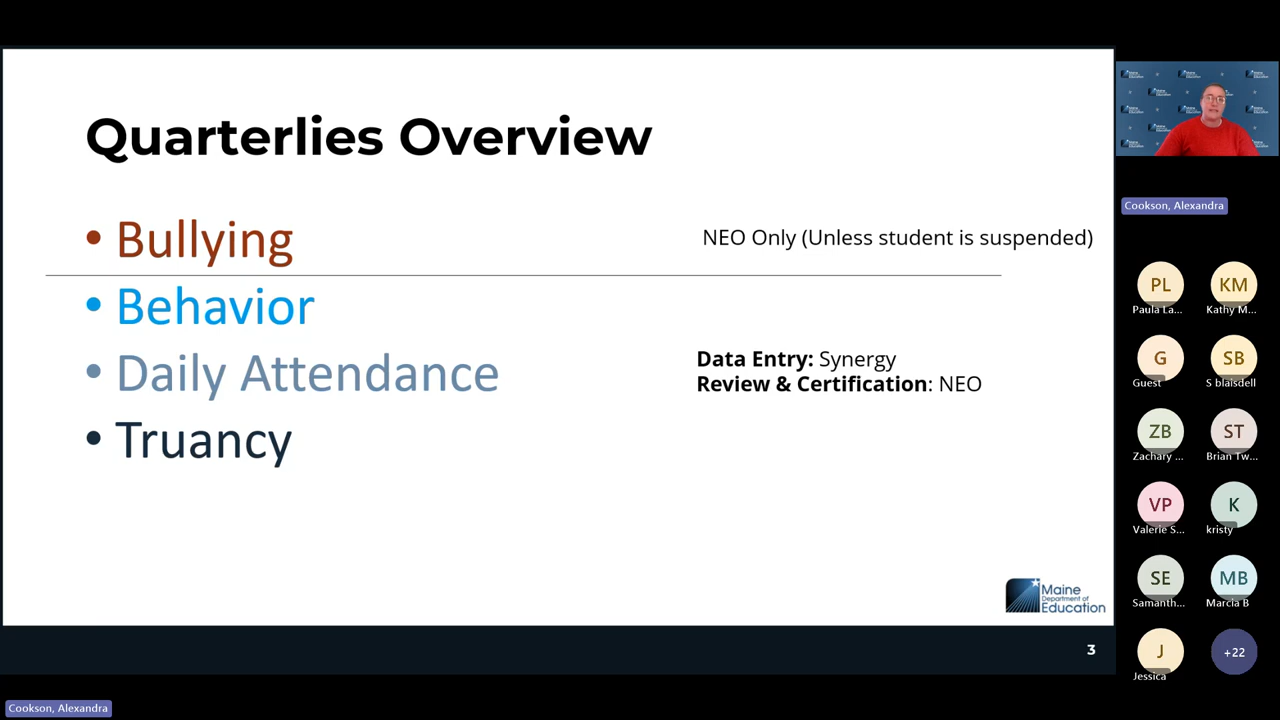 Quarterlies Overview
• Bullying
NEO Only (Unless student is suspended)
• Behavior
• Daily Attendance
Data Entry: Synergy
Review & Certification: NEO
• Truancy
Maine
Department of
Education
3
Cookson, Alexandra
Cookson, Alexandra
PL
KM
Paula La...
Kathy M...
G
SB
Guest
S blaisdell
ZB
ST
Zachary ...
Brian Tw...
VP
K
Valerie S...
kristy
SE
MB
Samanth...
Marcia B
J
+22
Jessica